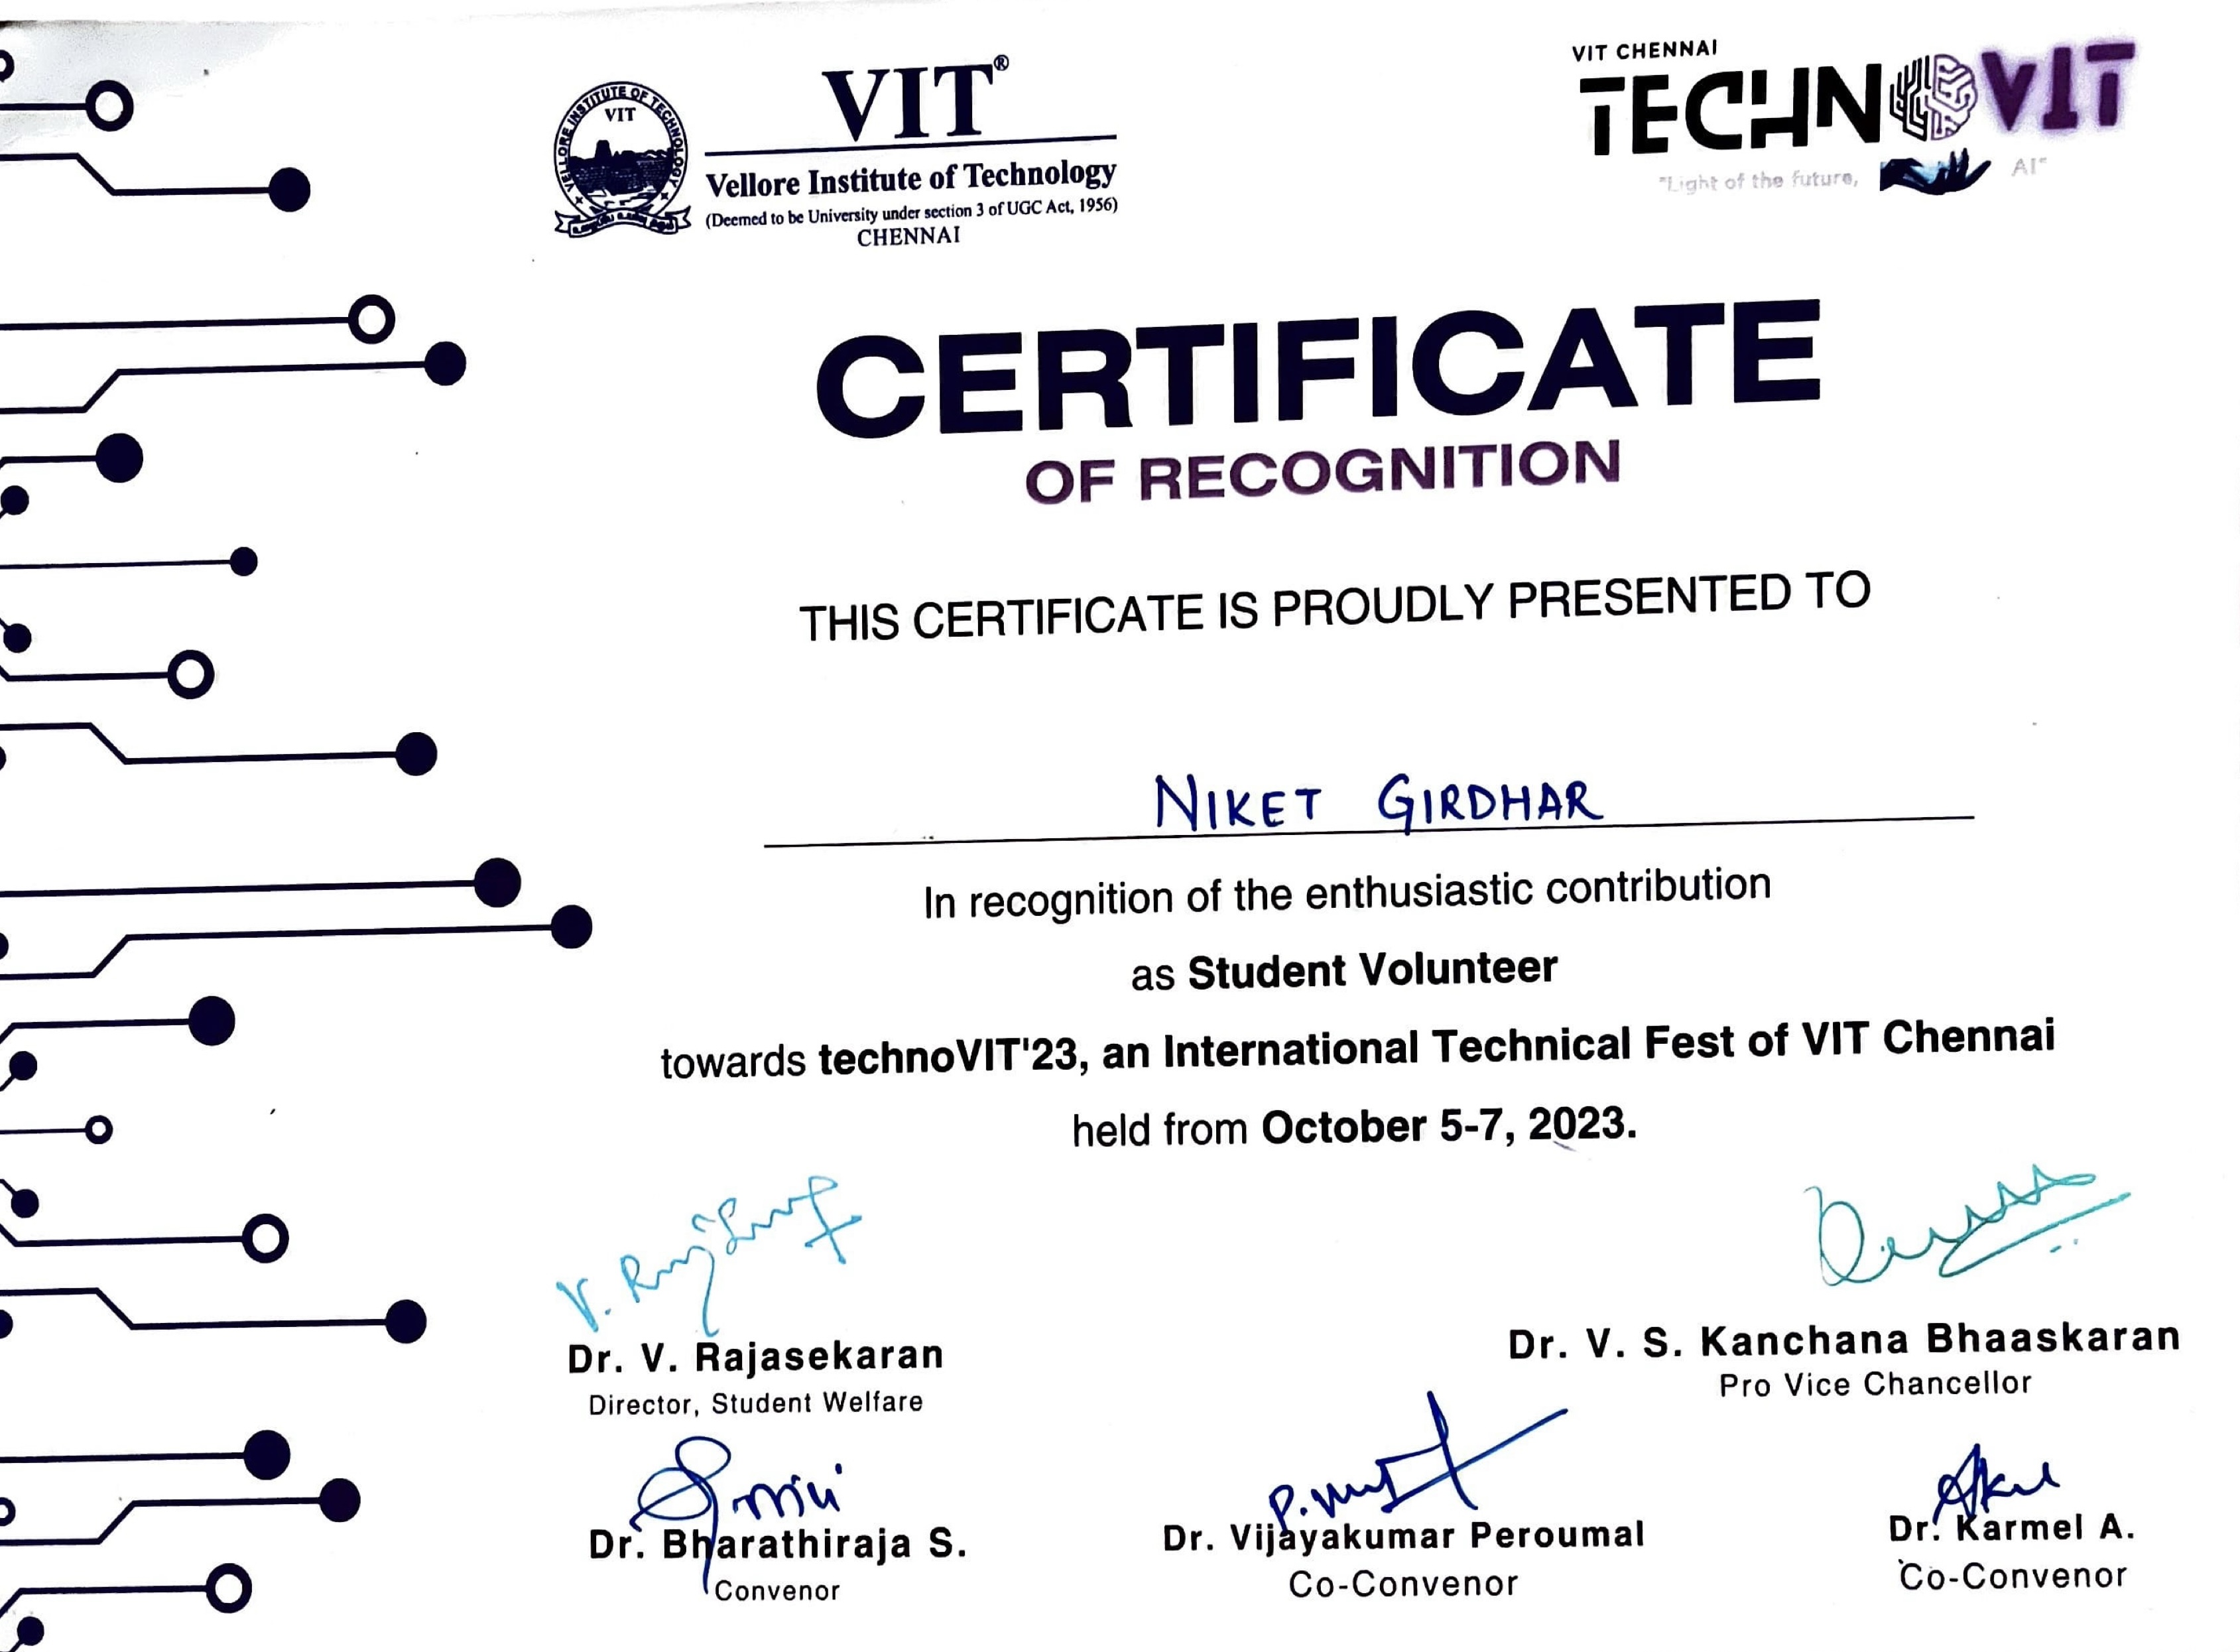 VIT CHENNAI
TECHNOVIT
"Light of the future, AI"
VELLORE INSTITUTE OF TECHNOLOGY
VIT
VIT®
Vellore Institute of Technology
(Deemed to be University under section 3 of UGC Act, 1956)
CHENNAI
CERTIFICATE
OF RECOGNITION
THIS CERTIFICATE IS PROUDLY PRESENTED TO
NIKET GIRDHAR
In recognition of the enthusiastic contribution
as Student Volunteer
towards technoVIT'23, an International Technical Fest of VIT Chennai
held from October 5-7, 2023.
Dr. V. Rajasekaran
Director, Student Welfare
Dr. V. S. Kanchana Bhaaskaran
Pro Vice Chancellor
Dr. Bharathiraja S.
Convenor
Dr. Vijayakumar Peroumal
Co-Convenor
Dr. Karmel A.
Co-Convenor